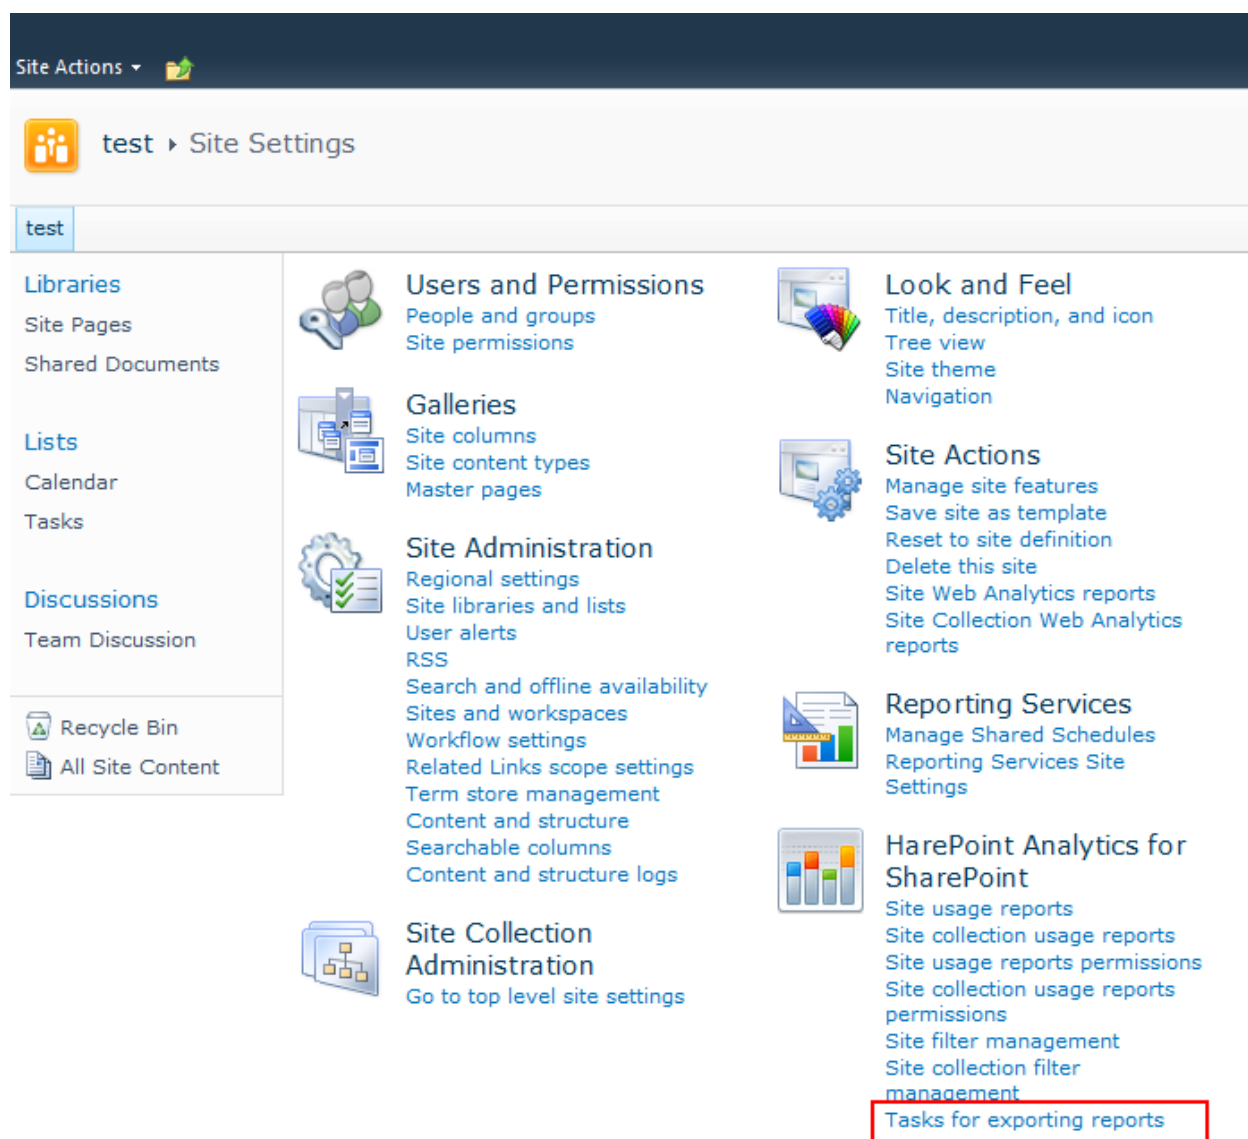 Site Actions
test ▸ Site Settings
test
Libraries
Site Pages
Shared Documents
Lists
Calendar
Tasks
Discussions
Team Discussion
Recycle Bin
All Site Content
Users and Permissions
People and groups
Site permissions
Galleries
Site columns
Site content types
Master pages
Site Administration
Regional settings
Site libraries and lists
User alerts
RSS
Search and offline availability
Sites and workspaces
Workflow settings
Related Links scope settings
Term store management
Content and structure
Searchable columns
Content and structure logs
Site Collection
Administration
Go to top level site settings
Look and Feel
Title, description, and icon
Tree view
Site theme
Navigation
Site Actions
Manage site features
Save site as template
Reset to site definition
Delete this site
Site Web Analytics reports
Site Collection Web Analytics
reports
Reporting Services
Manage Shared Schedules
Reporting Services Site
Settings
HarePoint Analytics for
SharePoint
Site usage reports
Site collection usage reports
Site usage reports permissions
Site collection usage reports
permissions
Site filter management
Site collection filter
management
Tasks for exporting reports